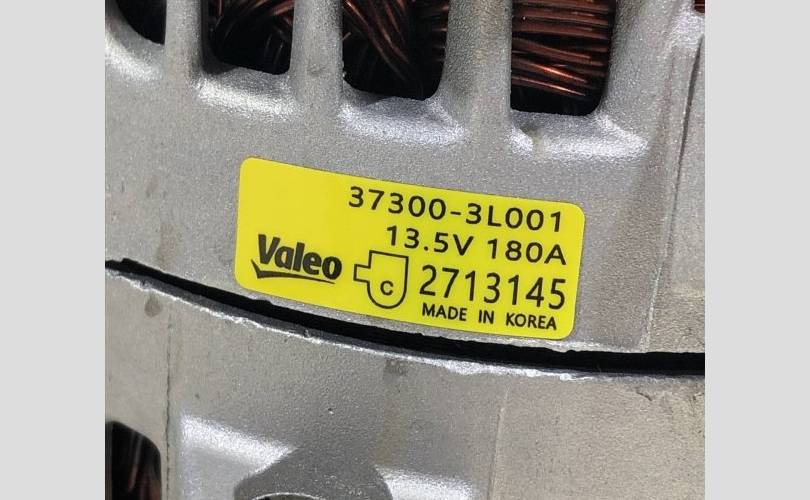 37300-3L001
13.5V 180A
Valeo
C
2713145
MADE IN KOREA